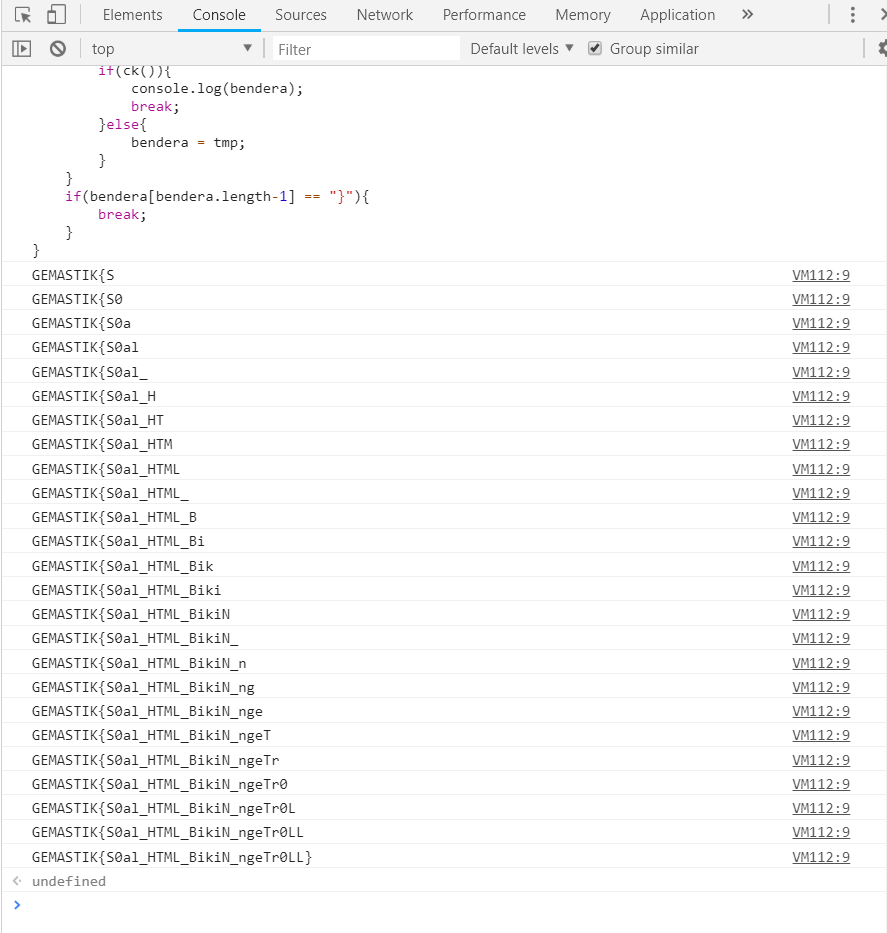 Elements Console Sources Network Performance Memory Application »
top Filter Default levels Group similar
if(ck()){
console.log(bendera);
break;
}else{
bendera = tmp;
}
}
if(bendera[bendera.length-1] == "}"){
break;
}
}
GEMASTIK{S VM112:9
GEMASTIK{S0 VM112:9
GEMASTIK{S0a VM112:9
GEMASTIK{S0al VM112:9
GEMASTIK{S0al_ VM112:9
GEMASTIK{S0al_H VM112:9
GEMASTIK{S0al_HT VM112:9
GEMASTIK{S0al_HTM VM112:9
GEMASTIK{S0al_HTML VM112:9
GEMASTIK{S0al_HTML_ VM112:9
GEMASTIK{S0al_HTML_B VM112:9
GEMASTIK{S0al_HTML_Bi VM112:9
GEMASTIK{S0al_HTML_Bik VM112:9
GEMASTIK{S0al_HTML_Biki VM112:9
GEMASTIK{S0al_HTML_BikiN VM112:9
GEMASTIK{S0al_HTML_BikiN_ VM112:9
GEMASTIK{S0al_HTML_BikiN_n VM112:9
GEMASTIK{S0al_HTML_BikiN_ng VM112:9
GEMASTIK{S0al_HTML_BikiN_nge VM112:9
GEMASTIK{S0al_HTML_BikiN_ngeT VM112:9
GEMASTIK{S0al_HTML_BikiN_ngeTr VM112:9
GEMASTIK{S0al_HTML_BikiN_ngeTr0 VM112:9
GEMASTIK{S0al_HTML_BikiN_ngeTr0L VM112:9
GEMASTIK{S0al_HTML_BikiN_ngeTr0LL VM112:9
GEMASTIK{S0al_HTML_BikiN_ngeTr0LL} VM112:9
undefined